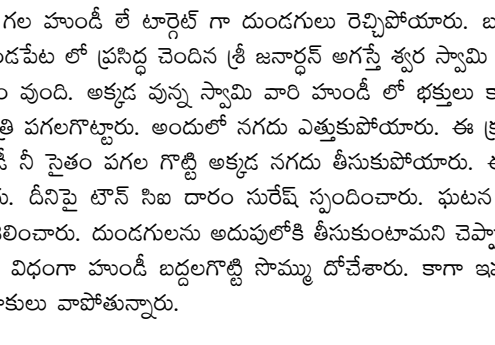 గల హుండీ లే టార్గెట్ గా దుండగులు రెచ్చిపోయారు.
డపేట లో ప్రసిద్ధ చెందిన శ్రీ జనార్ధన్ అగస్తే శ్వర స్వామి
ం వుంది. అక్కడ వున్న స్వామి వారి హుండీ లో భక్తులు
త్రి పగలగొట్టారు. అందులో నగదు ఎత్తుకుపోయారు. ఈ
డీ నీ సైతం పగల గొట్టి అక్కడ నగదు తీసుకుపోయారు.
రు. దీనిపై టౌన్ సిఐ దారం సురేష్ స్పందించారు. ఘటన
లించారు. దుండగులను అదుపులోకి తీసుకుంటామని
విధంగా హుండీ బద్దలగొట్టి సొమ్ము దోచేశారు. కాగా
కులు వాపోతున్నారు.